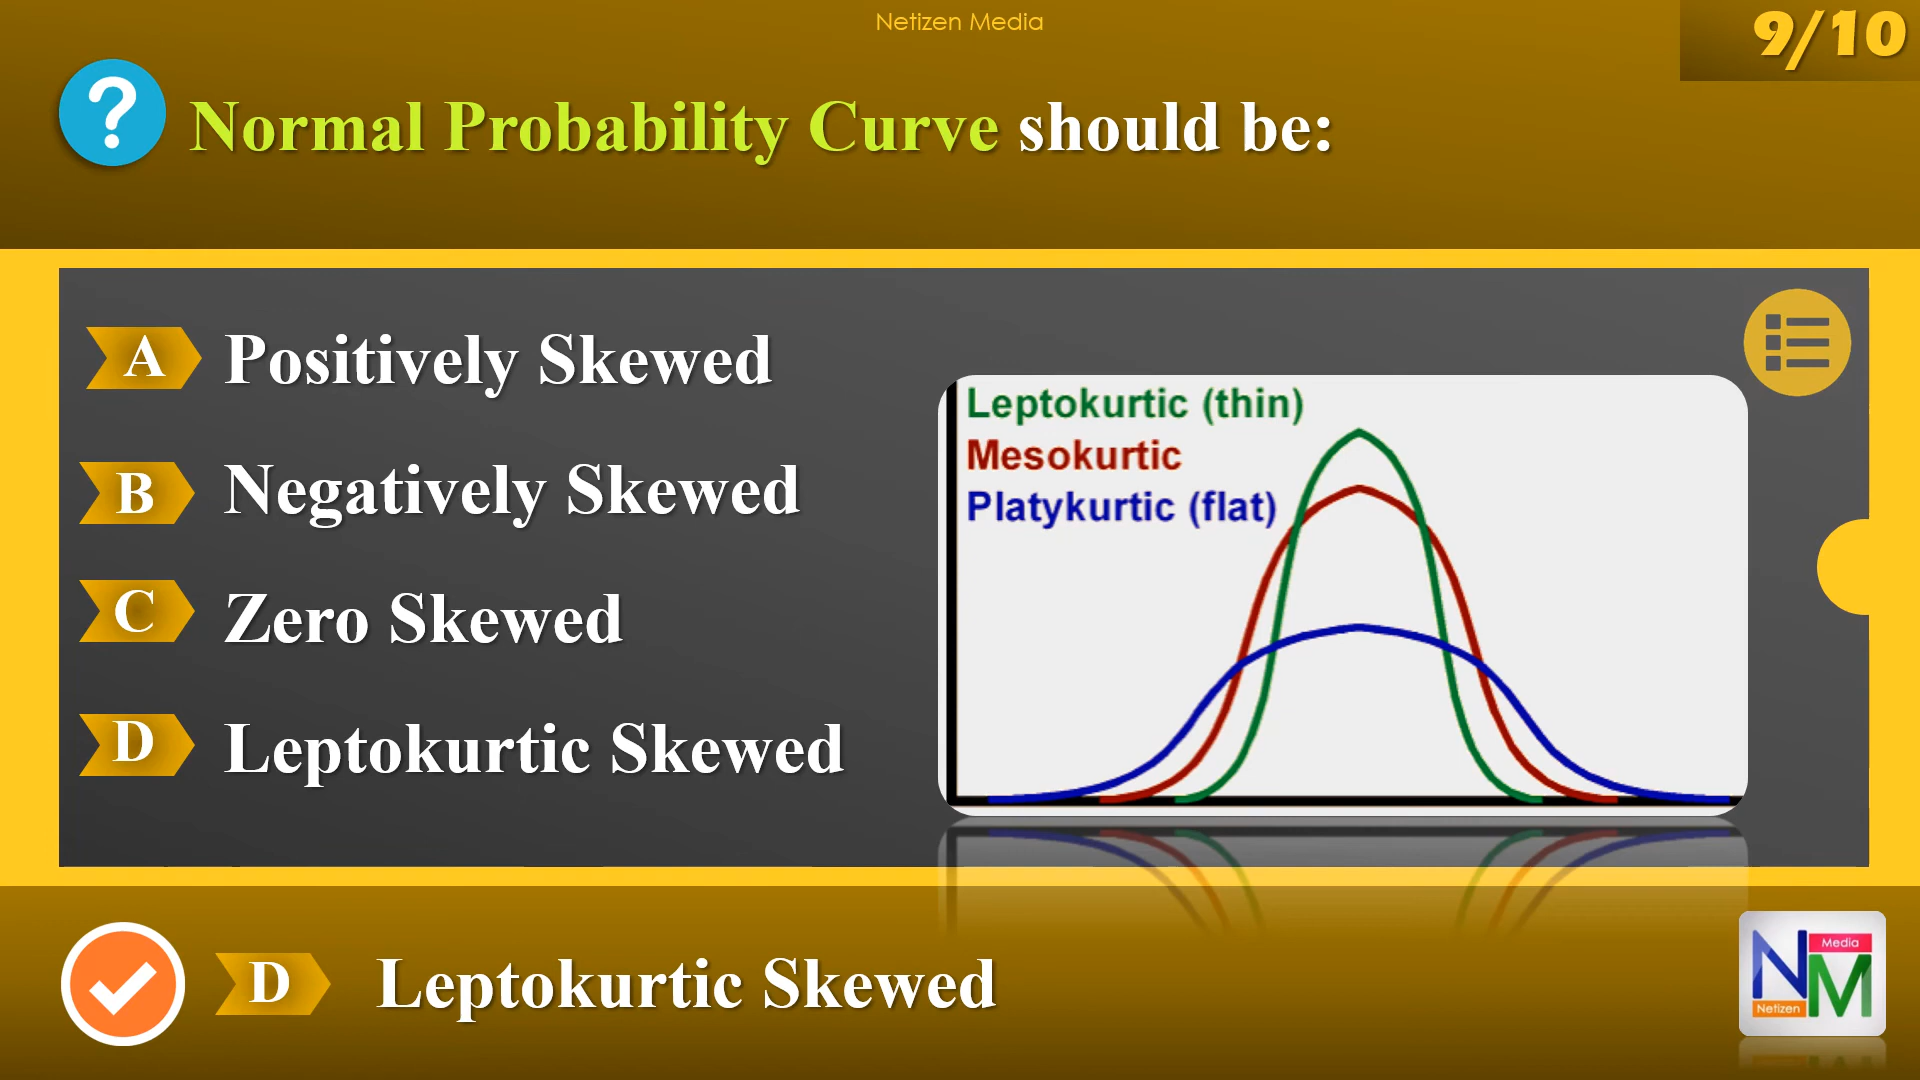 Netizen Media
9/10
?
Normal Probability Curve should be:
A Positively Skewed
B Negatively Skewed
C Zero Skewed
D Leptokurtic Skewed
Leptokurtic (thin)
Mesokurtic
Platykurtic (flat)
D Leptokurtic Skewed
NM
Media
Netizen